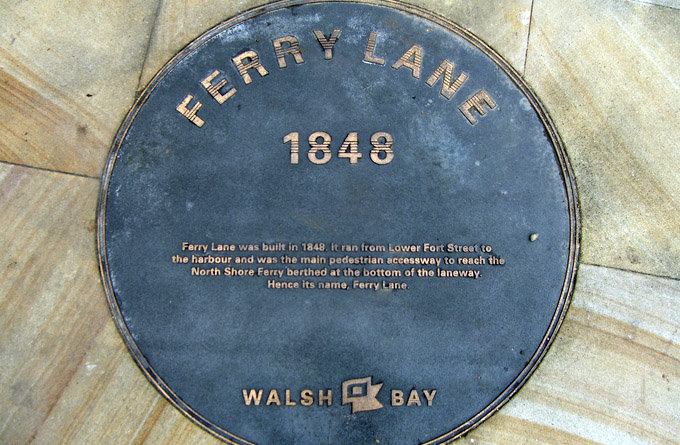 FERRY LANE
1848
Ferry Lane was built in 1848. It ran from Lower Fort Street to
the harbour and was the main pedestrian accessway to reach the
North Shore Ferry berthed at the bottom of the laneway.
Hence its name, Ferry Lane.
WALSH BAY